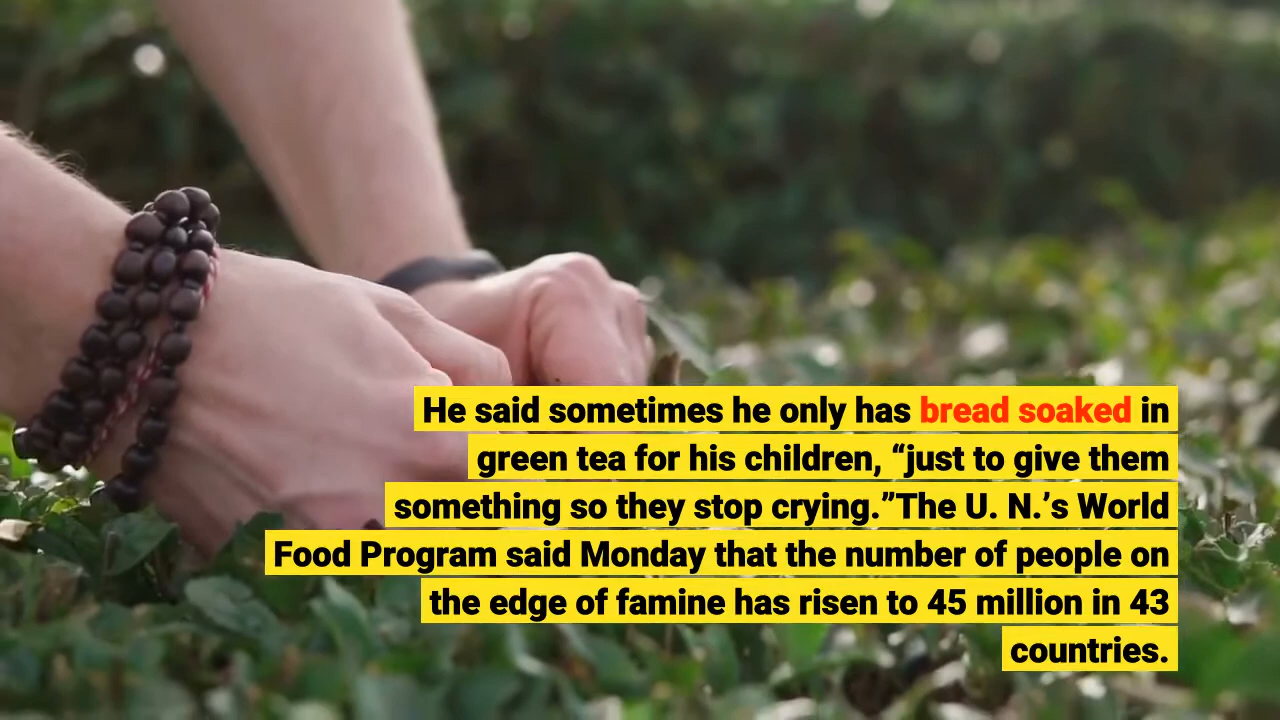 He said sometimes he only has bread soaked in
green tea for his children, “just to give them
something so they stop crying.”The U. N.’s World
Food Program said Monday that the number of people on
the edge of famine has risen to 45 million in 43
countries.